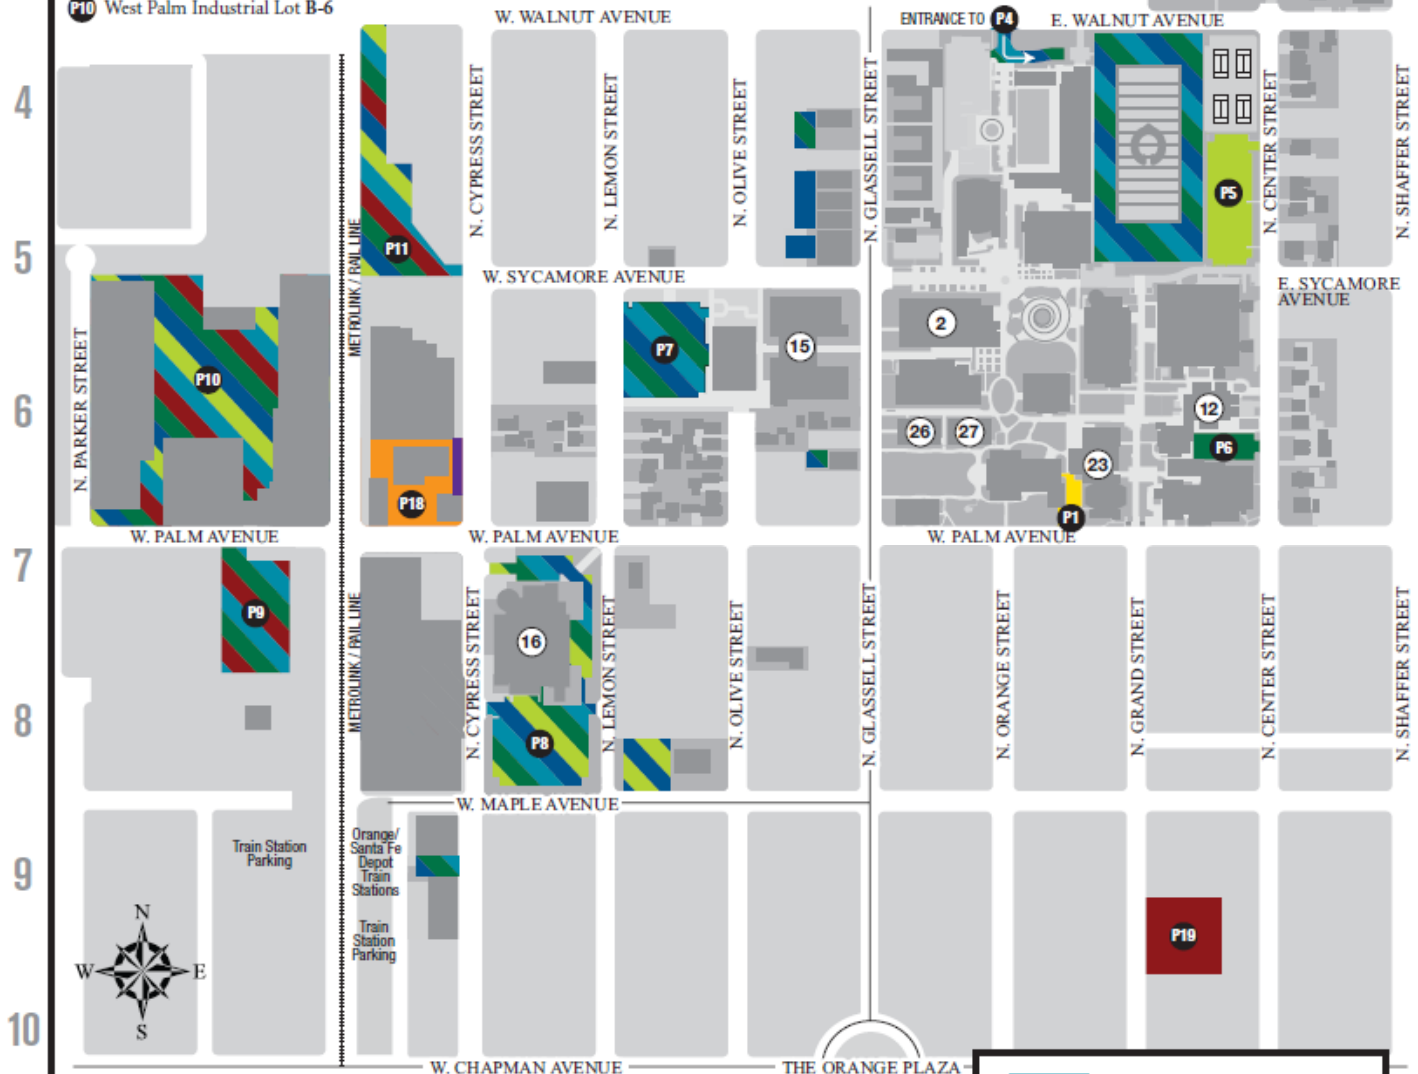 P10 West Palm Industrial Lot B-6
W. WALNUT AVENUE
ENTRANCE TO P4
E. WALNUT AVENUE
4
N. CYPRESS STREET
N. LEMON STREET
N. OLIVE STREET
N. GLASSELL STREET
N. CENTER STREET
N. SHAFFER STREET
P5
METROLINK / RAIL LINE
P11
5
W. SYCAMORE AVENUE
E. SYCAMORE
AVENUE
N. PARKER STREET
P10
P7
15
2
6
26
27
12
P6
23
P18
P1
W. PALM AVENUE
W. PALM AVENUE
W. PALM AVENUE
7
P9
METROLINK / RAIL LINE
N. CYPRESS STREET
16
N. LEMON STREET
N. OLIVE STREET
N. GLASSELL STREET
N. ORANGE STREET
N. GRAND STREET
N. CENTER STREET
N. SHAFFER STREET
8
P8
W. MAPLE AVENUE
Train Station
Parking
Orange/
Santa Fe
Depot
Train
Stations
9
Train
Station
Parking
P19
N
W
E
S
10
W. CHAPMAN AVENUE
THE ORANGE PLAZA